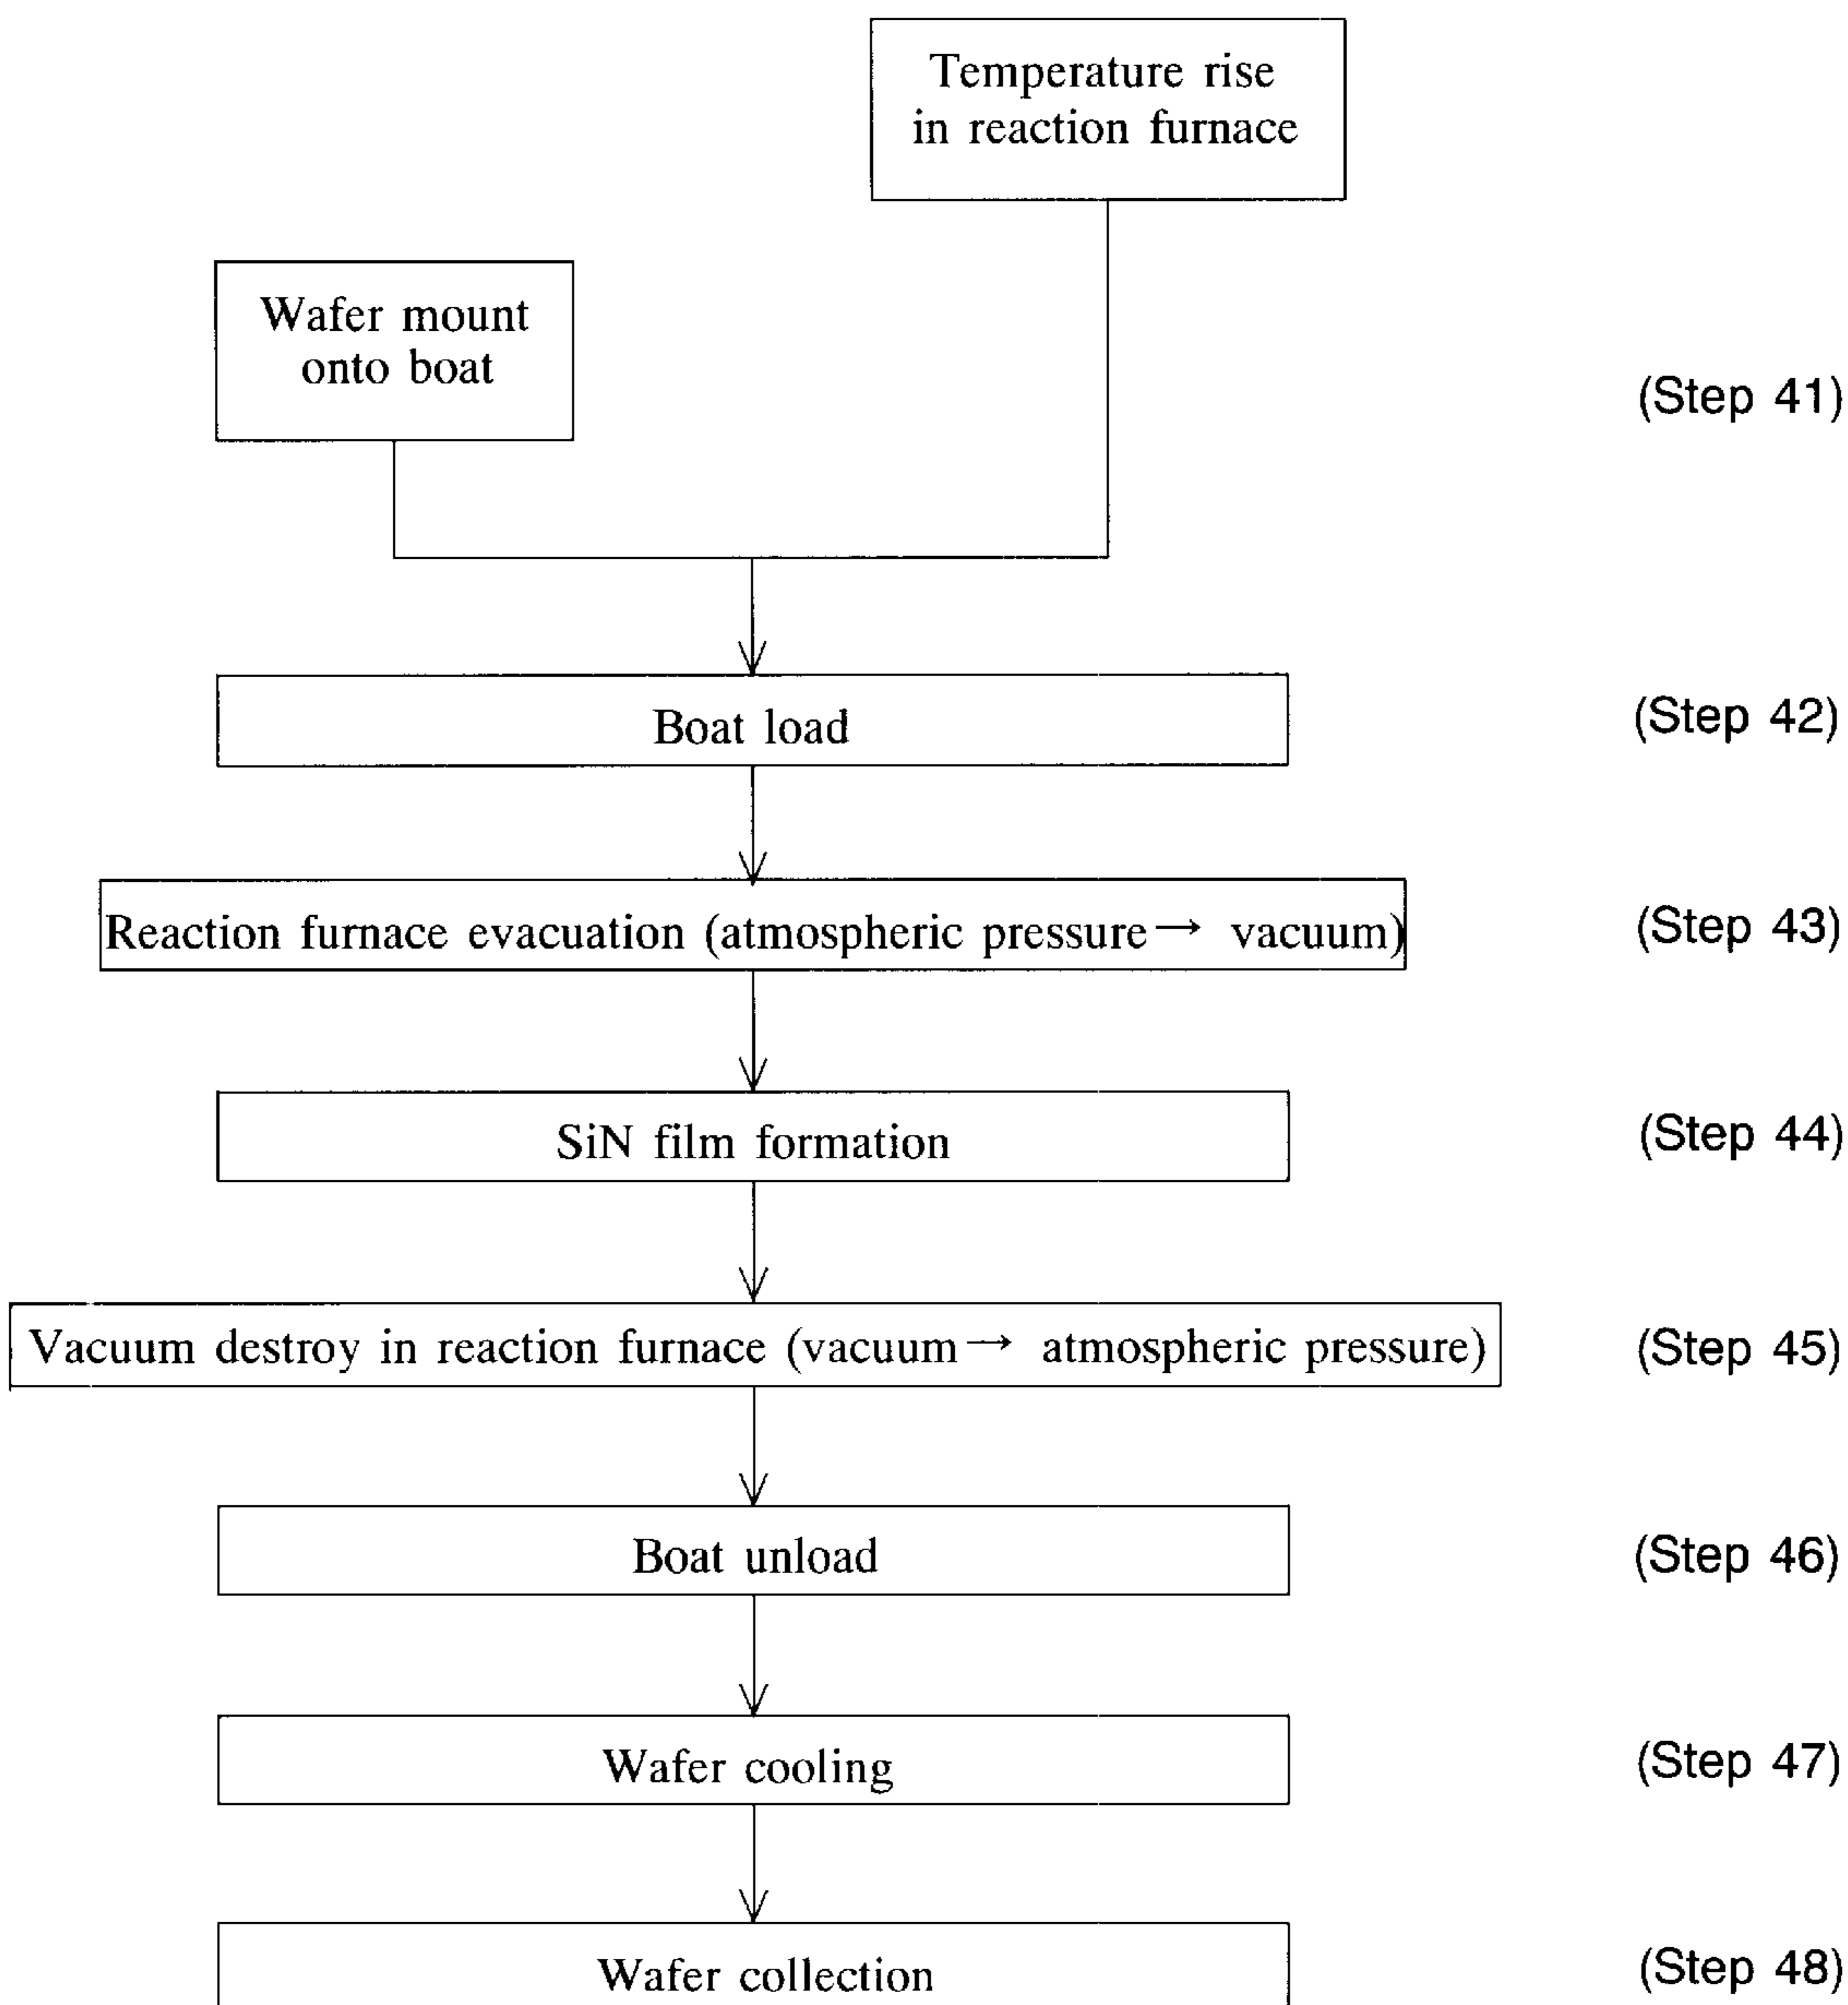 Temperature rise
in reaction furnace
Wafer mount
onto boat
(Step 41)
Boat load
(Step 42)
Reaction furnace evacuation (atmospheric pressure→ vacuum)
(Step 43)
SiN film formation
(Step 44)
Vacuum destroy in reaction furnace (vacuum→ atmospheric pressure)
(Step 45)
Boat unload
(Step 46)
Wafer cooling
(Step 47)
Wafer collection
(Step 48)